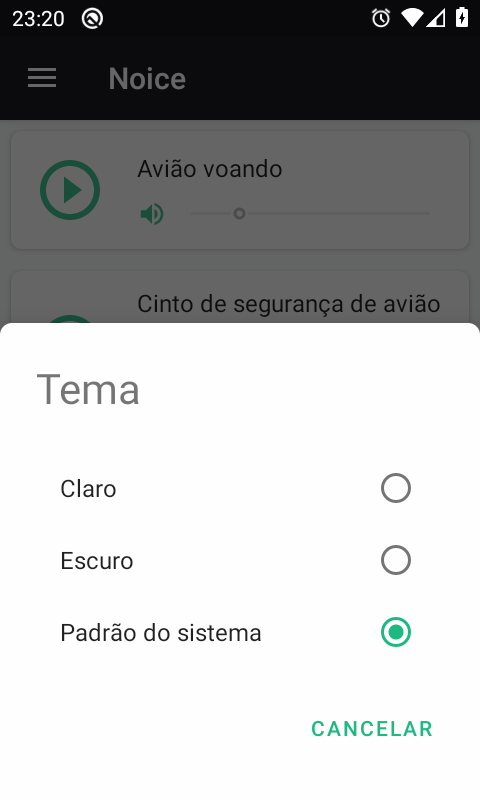 23:20
Noice
Avião voando
Cinto de segurança de avião
Tema
Claro
Escuro
Padrão do sistema
CANCELAR